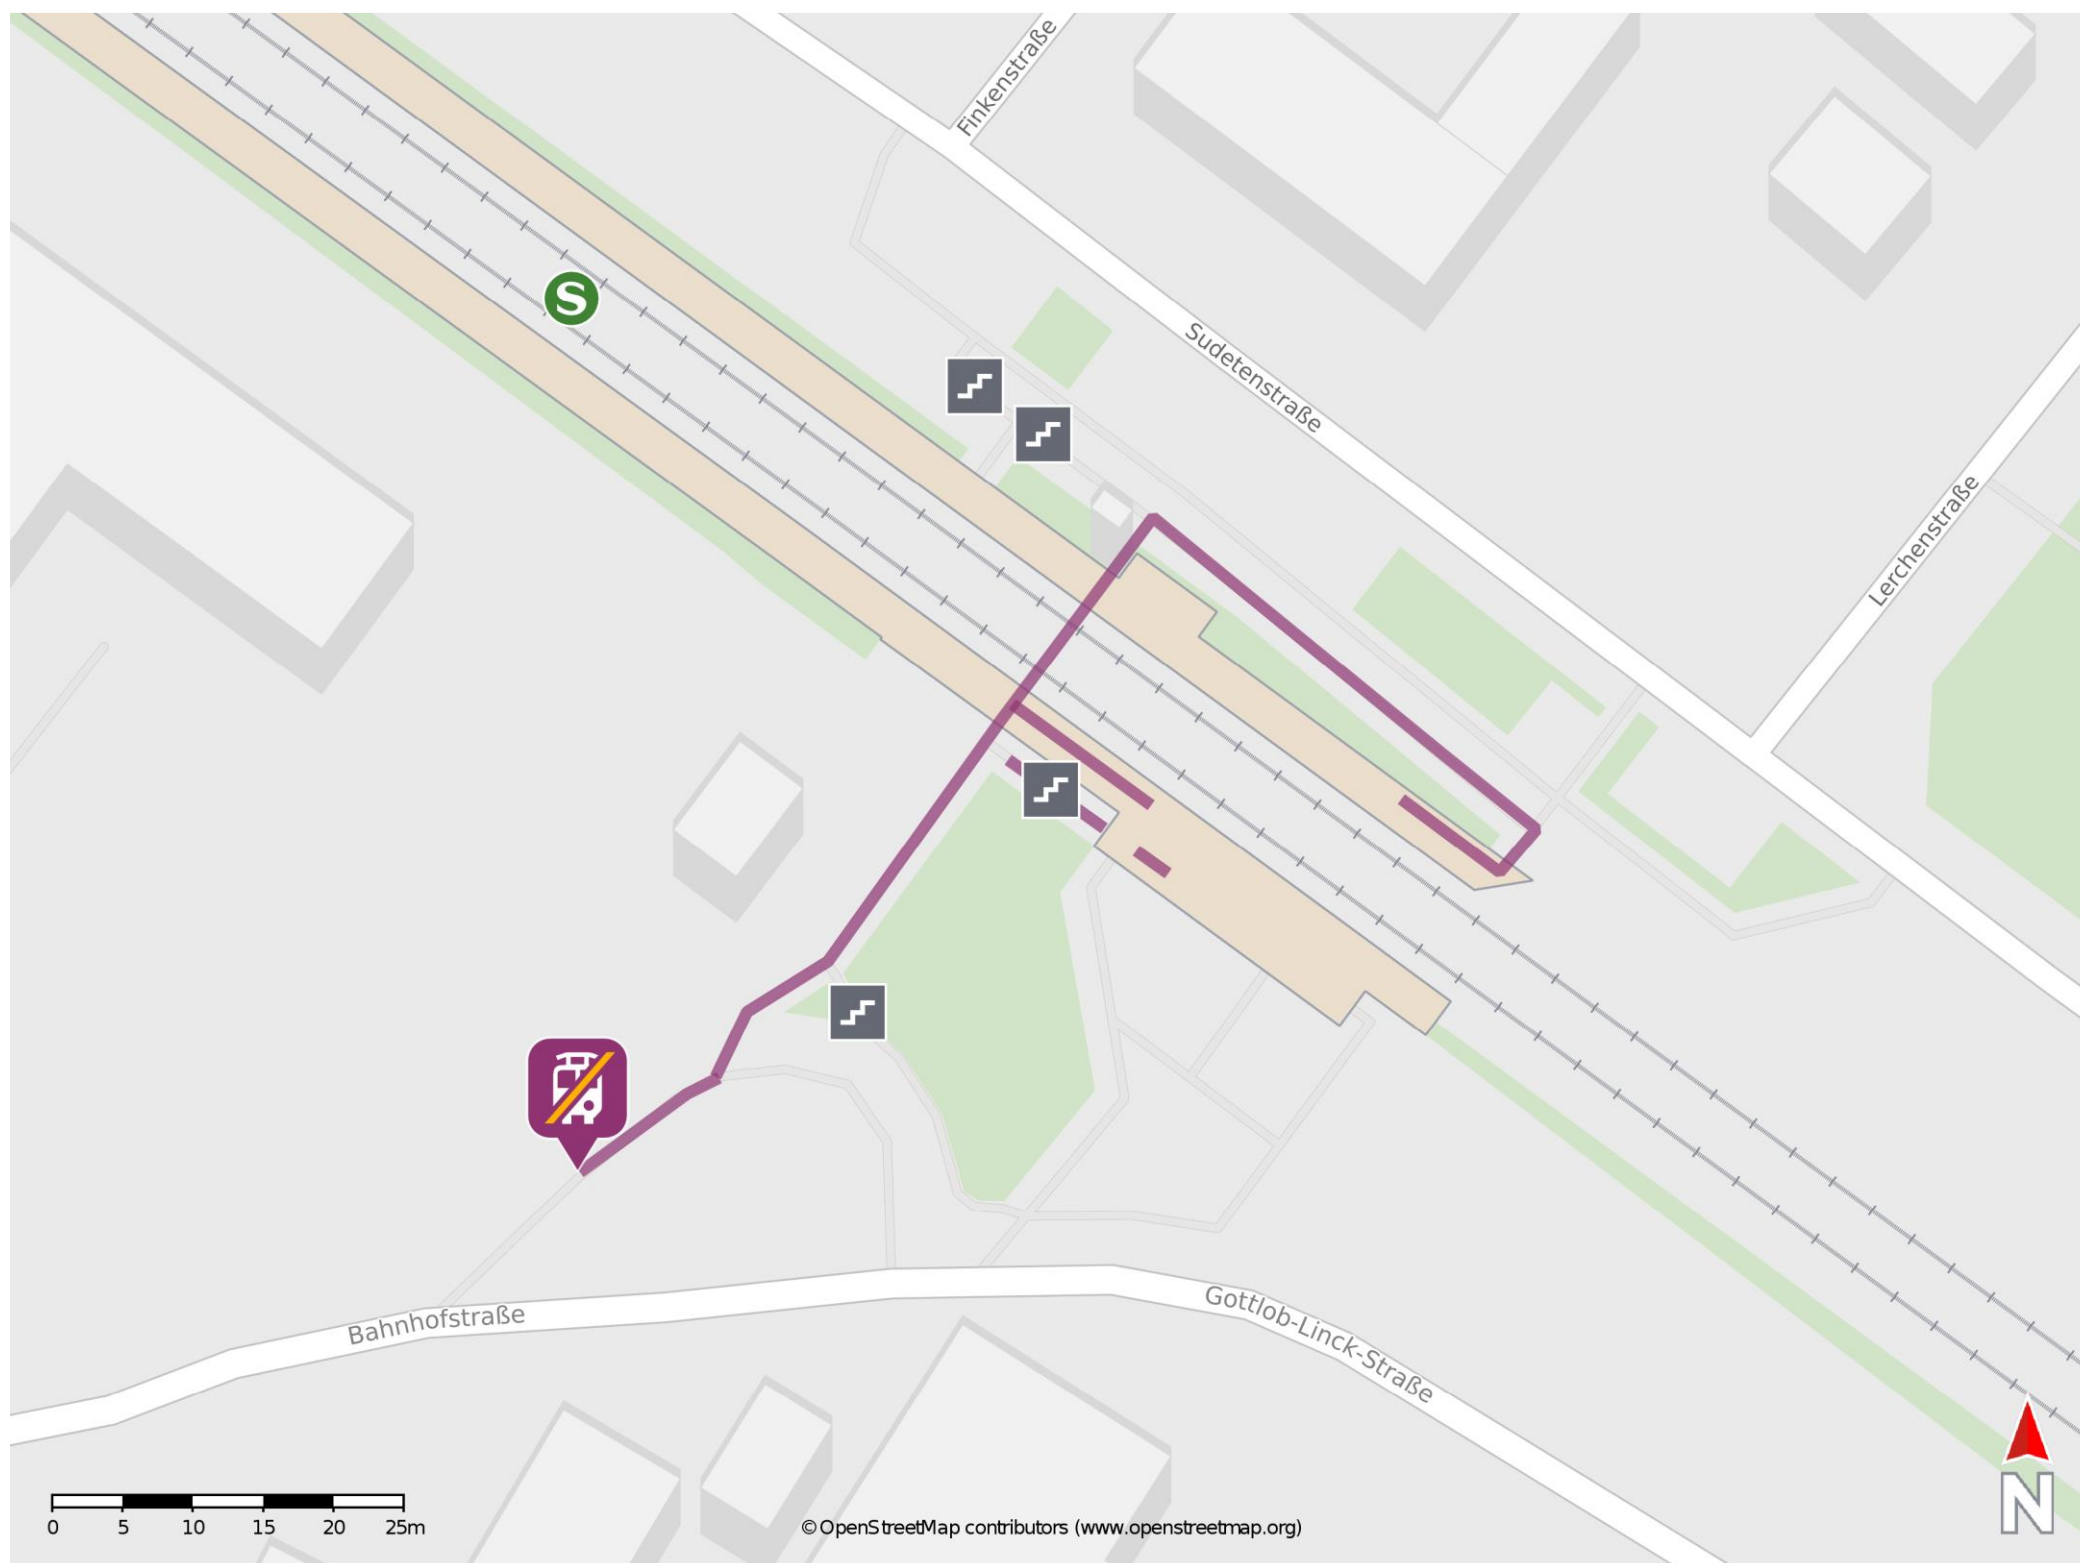 Finkenstraße
S
Sudetenstraße
Lerchenstraße
Bahnhofstraße
Gottlob-Linck-Straße
0 5 10 15 20 25m
© OpenStreetMap contributors (www.openstreetmap.org)
N